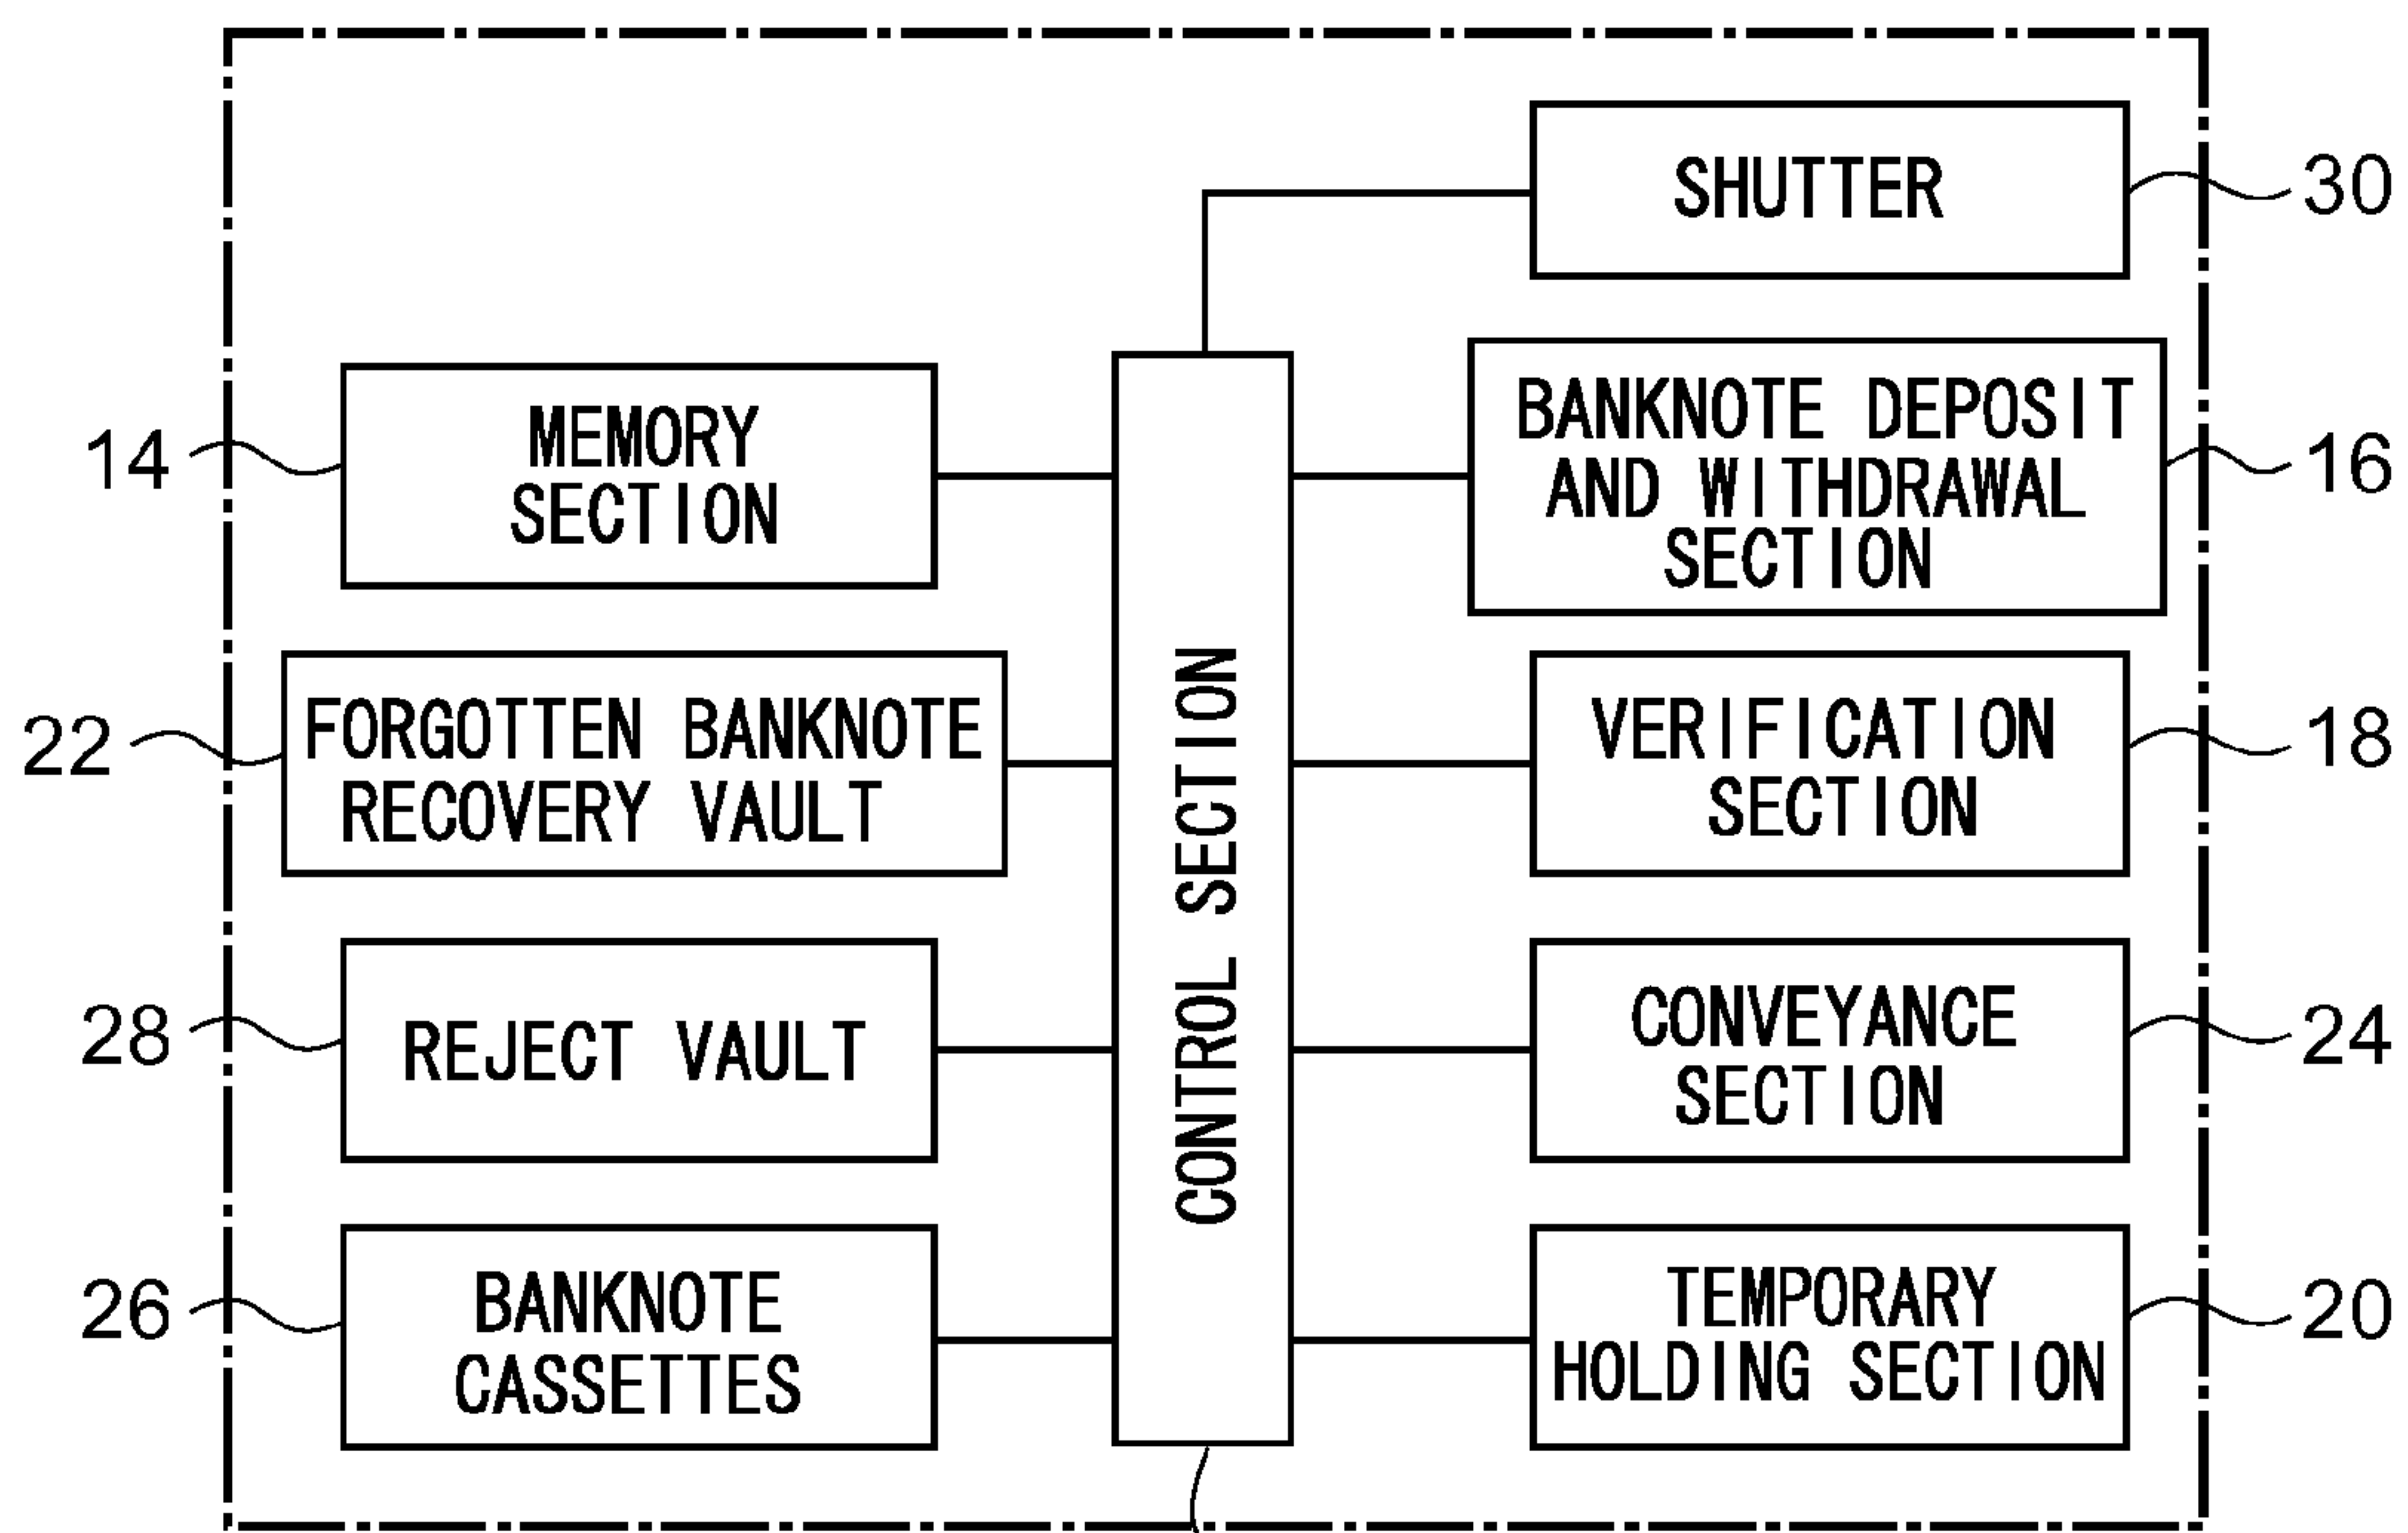 SHUTTER
30
MEMORY
SECTION
14
BANKNOTE DEPOSIT
AND WITHDRAWAL
SECTION
16
FORGOTTEN BANKNOTE
RECOVERY VAULT
22
CONTROL SECTION
VERIFICATION
SECTION
18
REJECT VAULT
28
CONVEYANCE
SECTION
24
BANKNOTE
CASSETTES
26
TEMPORARY
HOLDING SECTION
20